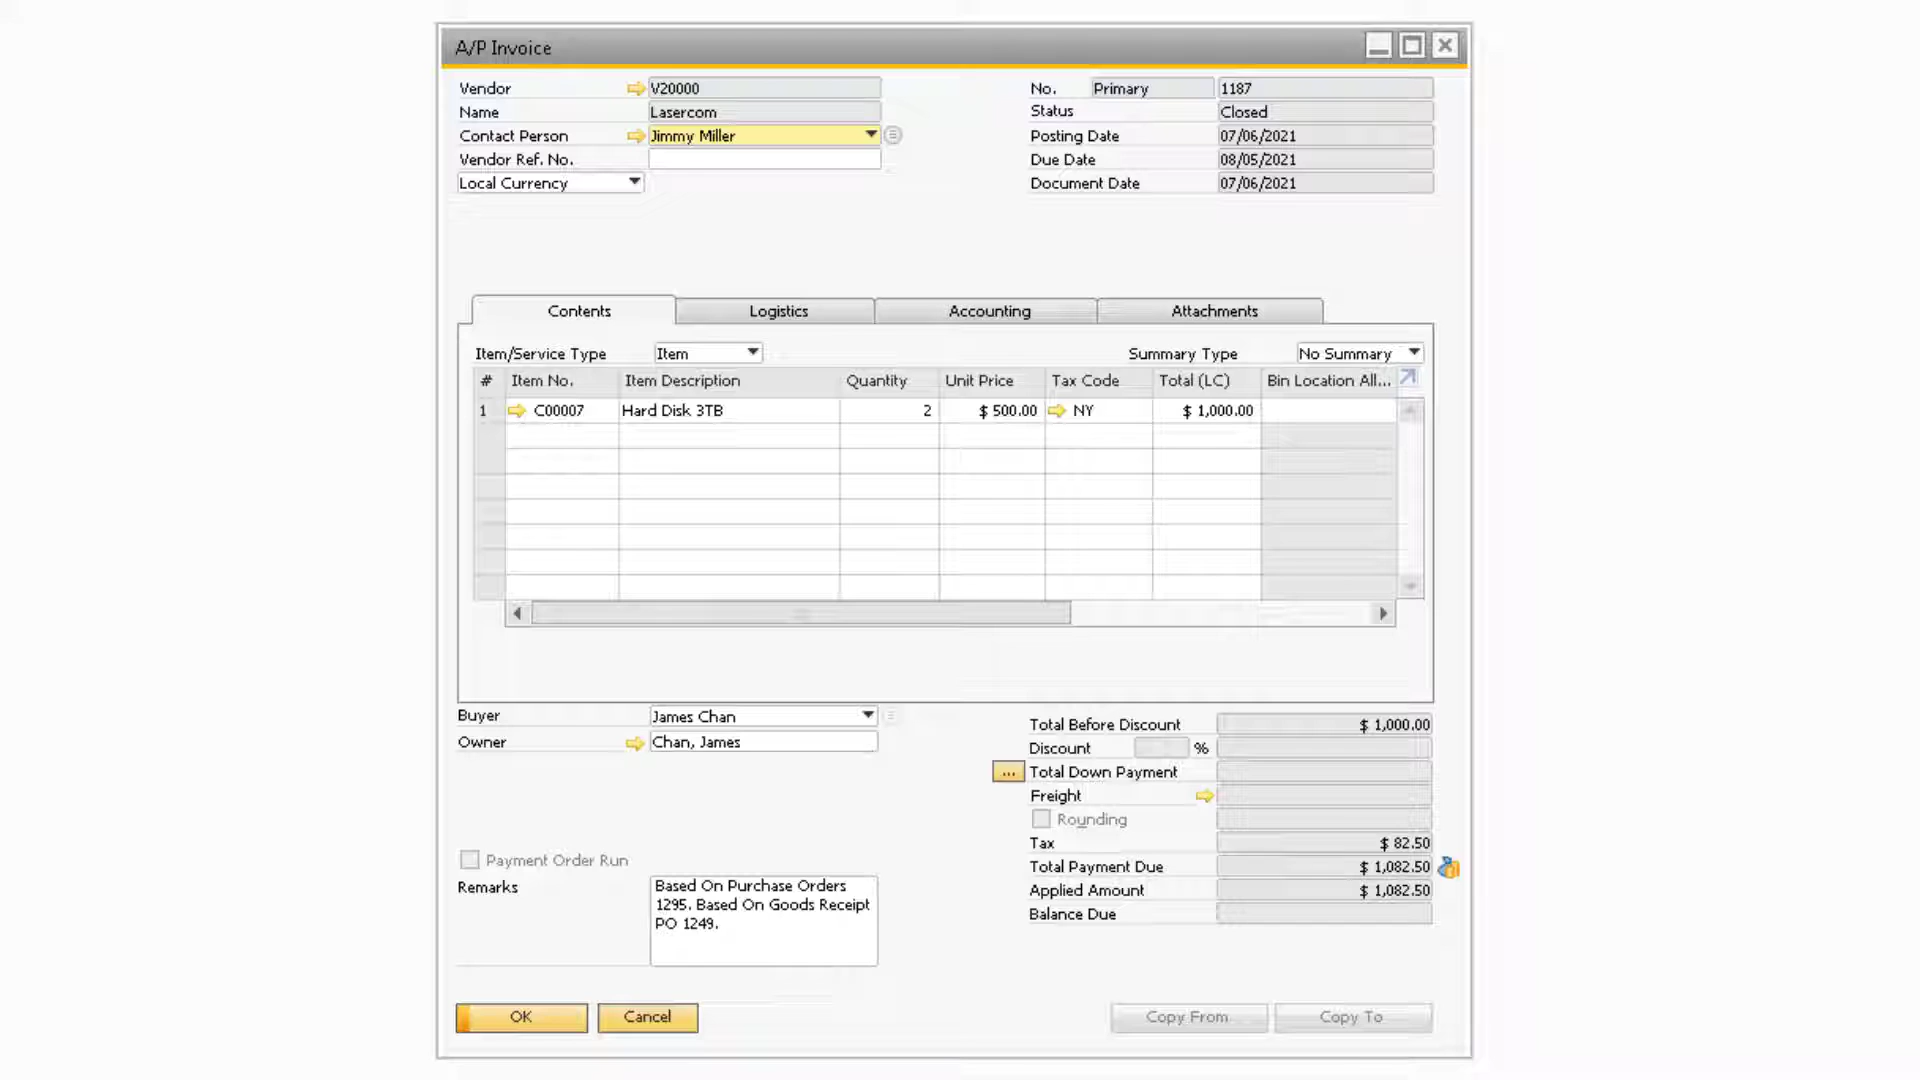 A/P Invoice
Vendor V20000
Name Lasercom
Contact Person Jimmy Miller
Vendor Ref. No.
Local Currency
No. Primary 1187
Status Closed
Posting Date 07/06/2021
Due Date 08/05/2021
Document Date 07/06/2021
Contents Logistics Accounting Attachments
Item/Service Type Item Summary Type No Summary
# Item No. Item Description Quantity Unit Price Tax Code Total (LC) Bin Location All...
1 C00007 Hard Disk 3TB 2 $ 500.00 NY $ 1,000.00
Buyer James Chan
Owner Chan, James
Payment Order Run
Remarks
Based On Purchase Orders
1295. Based On Goods Receipt
PO 1249.
Total Before Discount $ 1,000.00
Discount %
... Total Down Payment
Freight
Rounding
Tax $ 82.50
Total Payment Due $ 1,082.50
Applied Amount $ 1,082.50
Balance Due
OK Cancel Copy From Copy To